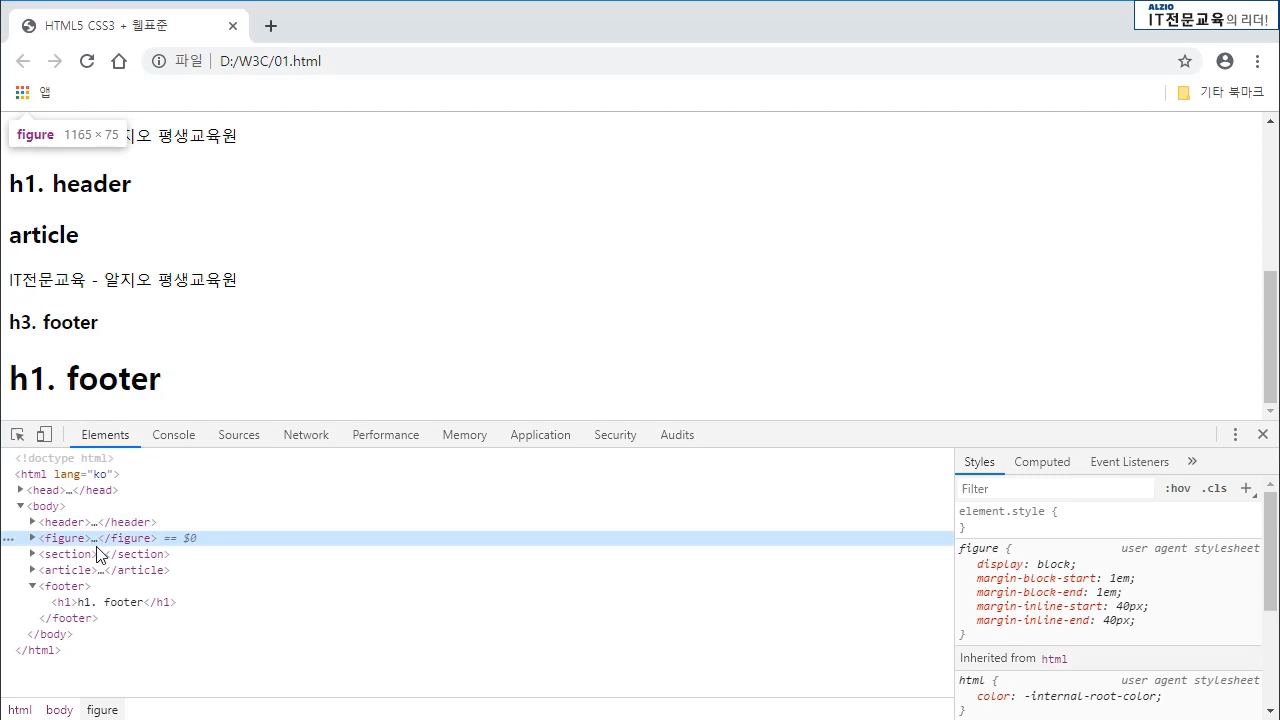 HTML5 CSS3 + 웹표준
ALZIO
IT전문교육의 리더!
파일 D:/W3C/01.html
앱
기타 북마크
figure 1165 × 75
지오 평생교육원
h1. header
article
IT전문교육 - 알지오 평생교육원
h3. footer
h1. footer
Elements Console Sources Network Performance Memory Application Security Audits
<!doctype html>
<html lang="ko">
<head>…</head>
<body>
<header>…</header>
… <figure>…</figure> == $0
<section>…</section>
<article>…</article>
<footer>
<h1>h1. footer</h1>
</footer>
</body>
</html>
html body figure
Styles Computed Event Listeners »
Filter :hov .cls +
element.style {
}
figure { user agent stylesheet
display: block;
margin-block-start: 1em;
margin-block-end: 1em;
margin-inline-start: 40px;
margin-inline-end: 40px;
}
Inherited from html
html { user agent stylesheet
color: -internal-root-color;
}